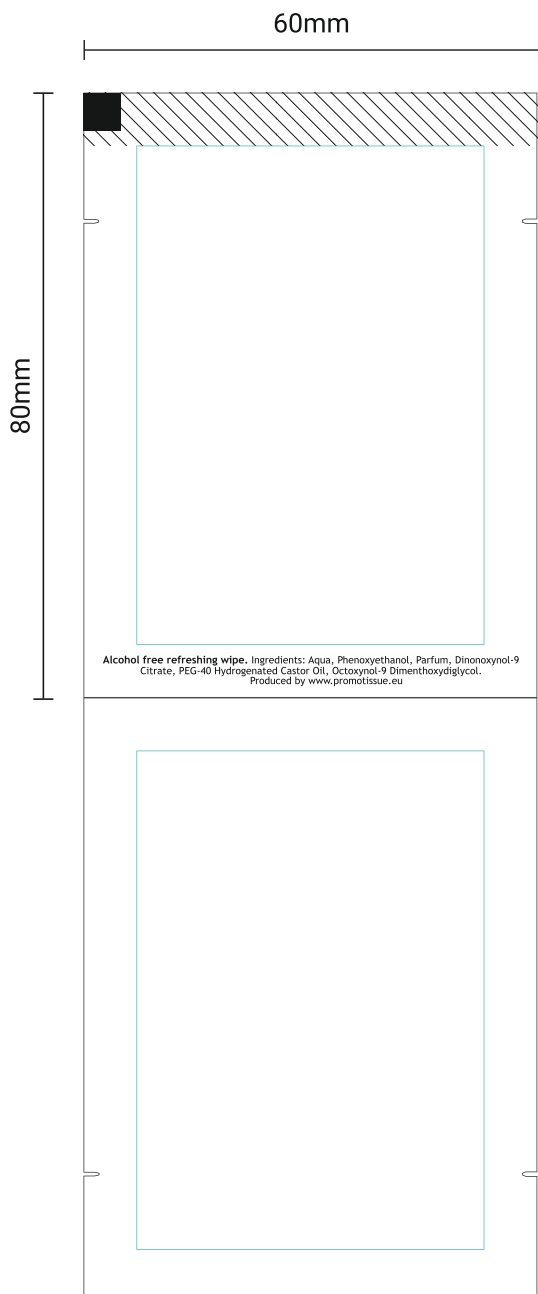 60mm
80mm
Alcohol free refreshing wipe. Ingredients: Aqua, Phenoxyethanol, Parfum, Dinonoxynol-9
Citrate, PEG-40 Hydrogenated Castor Oil, Octoxynol-9 Dimenthoxydiglycol.
Produced by www.promotissue.eu